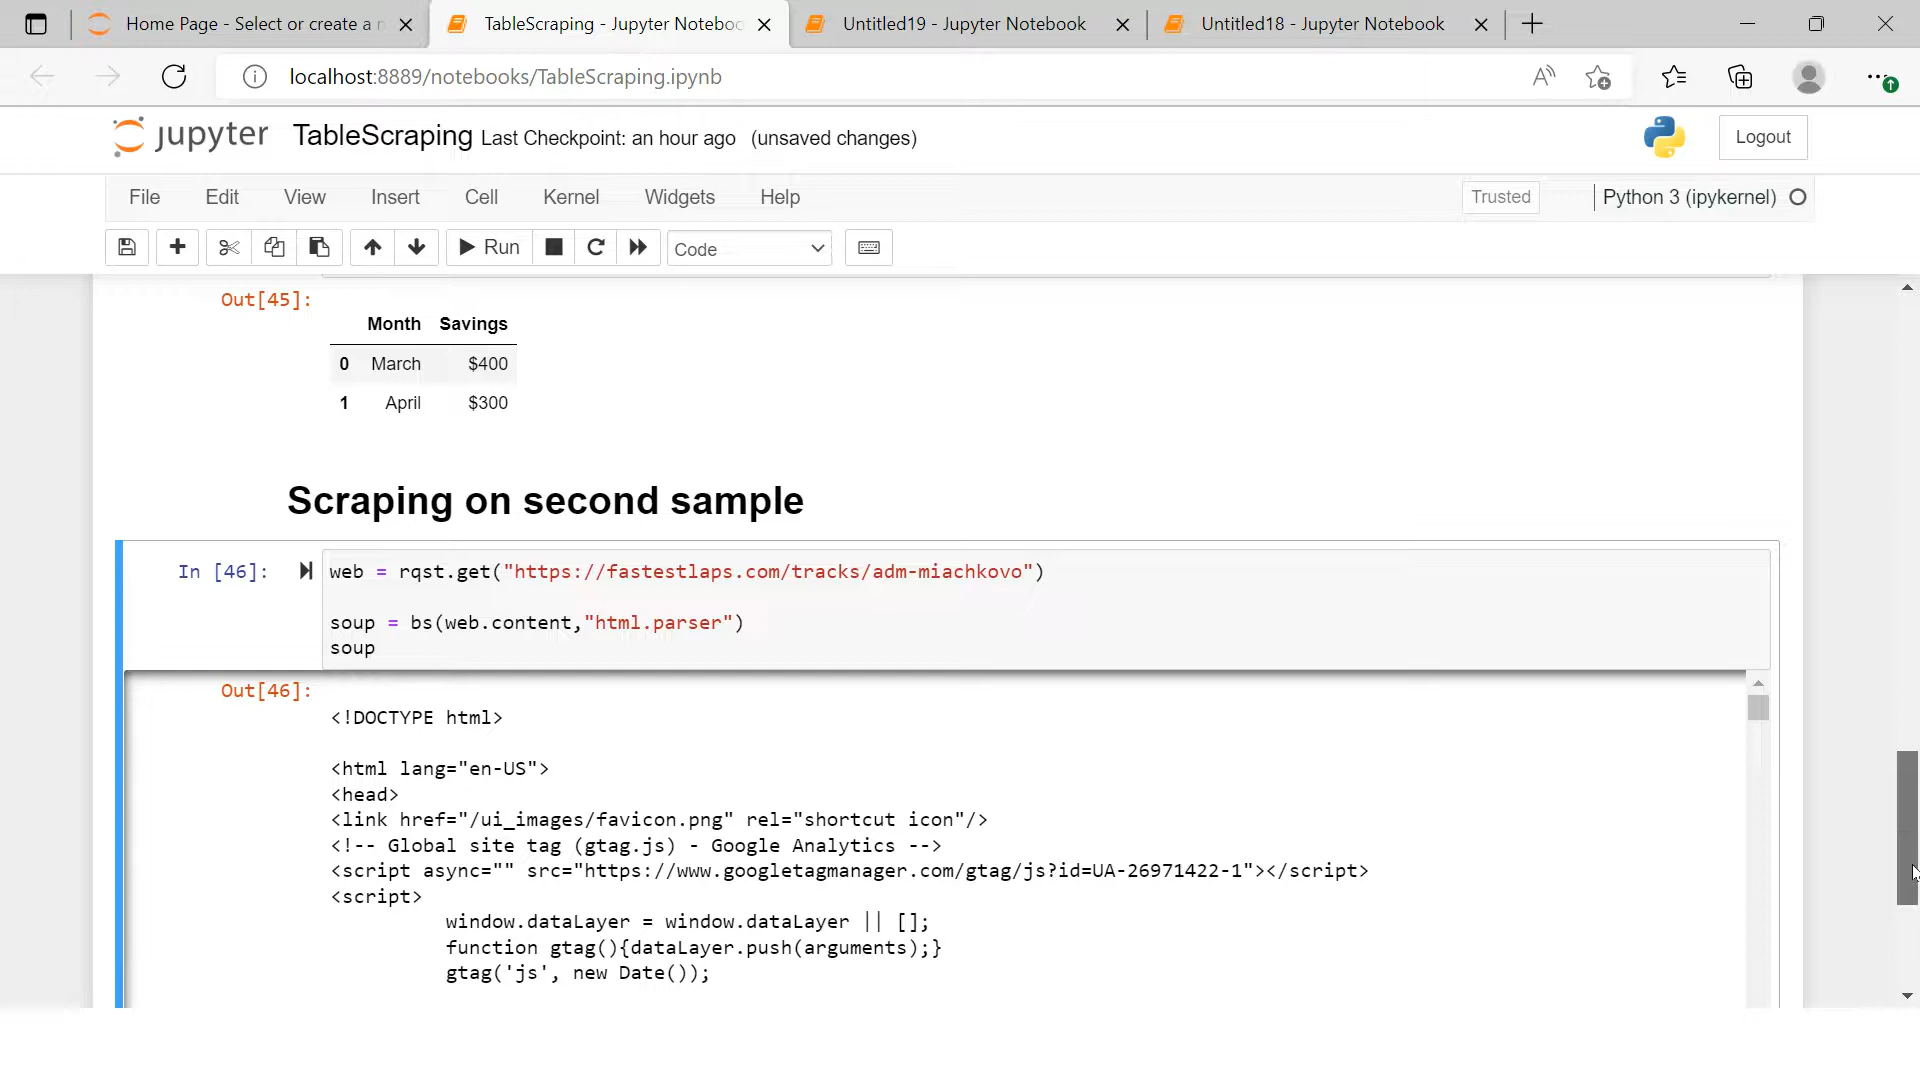 Home Page - Select or create a n
TableScraping - Jupyter Noteboo
Untitled19 - Jupyter Notebook
Untitled18 - Jupyter Notebook
localhost:8889/notebooks/TableScraping.ipynb
jupyter TableScraping Last Checkpoint: an hour ago (unsaved changes)
Logout
File Edit View Insert Cell Kernel Widgets Help
Trusted
Python 3 (ipykernel)
Run
Code
Out[45]:
Month Savings
0 March $400
1 April $300
Scraping on second sample
In [46]: web = rqst.get("https://fastestlaps.com/tracks/adm-miachkovo")
soup = bs(web.content,"html.parser")
soup
Out[46]:
<!DOCTYPE html>
<html lang="en-US">
<head>
<link href="/ui_images/favicon.png" rel="shortcut icon"/>
<!-- Global site tag (gtag.js) - Google Analytics -->
<script async="" src="https://www.googletagmanager.com/gtag/js?id=UA-26971422-1"></script>
<script>
window.dataLayer = window.dataLayer || [];
function gtag(){dataLayer.push(arguments);}
gtag('js', new Date());